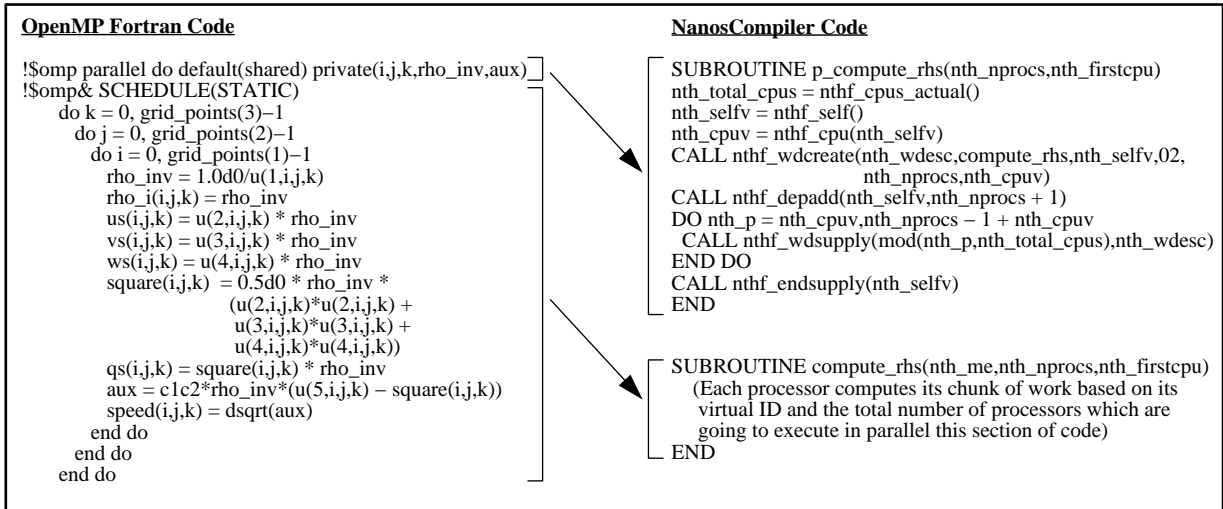 OpenMP Fortran Code
!$omp parallel do default(shared) private(i,j,k,rho_inv,aux)
!$omp& SCHEDULE(STATIC)
do k = 0, grid_points(3)−1
do j = 0, grid_points(2)−1
do i = 0, grid_points(1)−1
rho_inv = 1.0d0/u(1,i,j,k)
rho_i(i,j,k) = rho_inv
us(i,j,k) = u(2,i,j,k) * rho_inv
vs(i,j,k) = u(3,i,j,k) * rho_inv
ws(i,j,k) = u(4,i,j,k) * rho_inv
square(i,j,k) = 0.5d0 * rho_inv *
(u(2,i,j,k)*u(2,i,j,k) +
u(3,i,j,k)*u(3,i,j,k) +
u(4,i,j,k)*u(4,i,j,k))
qs(i,j,k) = square(i,j,k) * rho_inv
aux = c1c2*rho_inv*(u(5,i,j,k) − square(i,j,k))
speed(i,j,k) = dsqrt(aux)
end do
end do
end do
NanosCompiler Code
SUBROUTINE p_compute_rhs(nth_nprocs,nth_firstcpu)
nth_total_cpus = nthf_cpus_actual()
nth_selfv = nthf_self()
nth_cpuv = nthf_cpu(nth_selfv)
CALL nthf_wdcreate(nth_wdesc,compute_rhs,nth_selfv,02,
nth_nprocs,nth_cpuv)
CALL nthf_depadd(nth_selfv,nth_nprocs + 1)
DO nth_p = nth_cpuv,nth_nprocs − 1 + nth_cpuv
CALL nthf_wdsupply(mod(nth_p,nth_total_cpus),nth_wdesc)
END DO
CALL nthf_endsupply(nth_selfv)
END
SUBROUTINE compute_rhs(nth_me,nth_nprocs,nth_firstcpu)
(Each processor computes its chunk of work based on its
virtual ID and the total number of processors which are
going to execute in parallel this section of code)
END